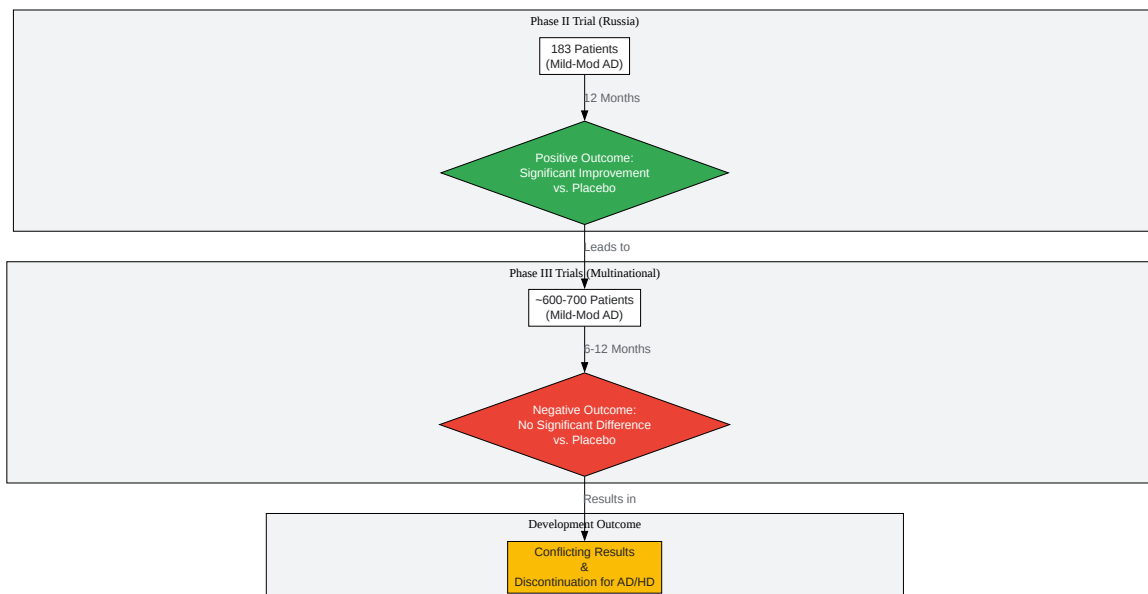 Phase II Trial (Russia)
183 Patients
(Mild-Mod AD)
12 Months
Positive Outcome:
Significant Improvement
vs. Placebo
Leads to
Phase III Trials (Multinational)
~600-700 Patients
(Mild-Mod AD)
6-12 Months
Negative Outcome:
No Significant Difference
vs. Placebo
Results in
Development Outcome
Conflicting Results
&
Discontinuation for AD/HD